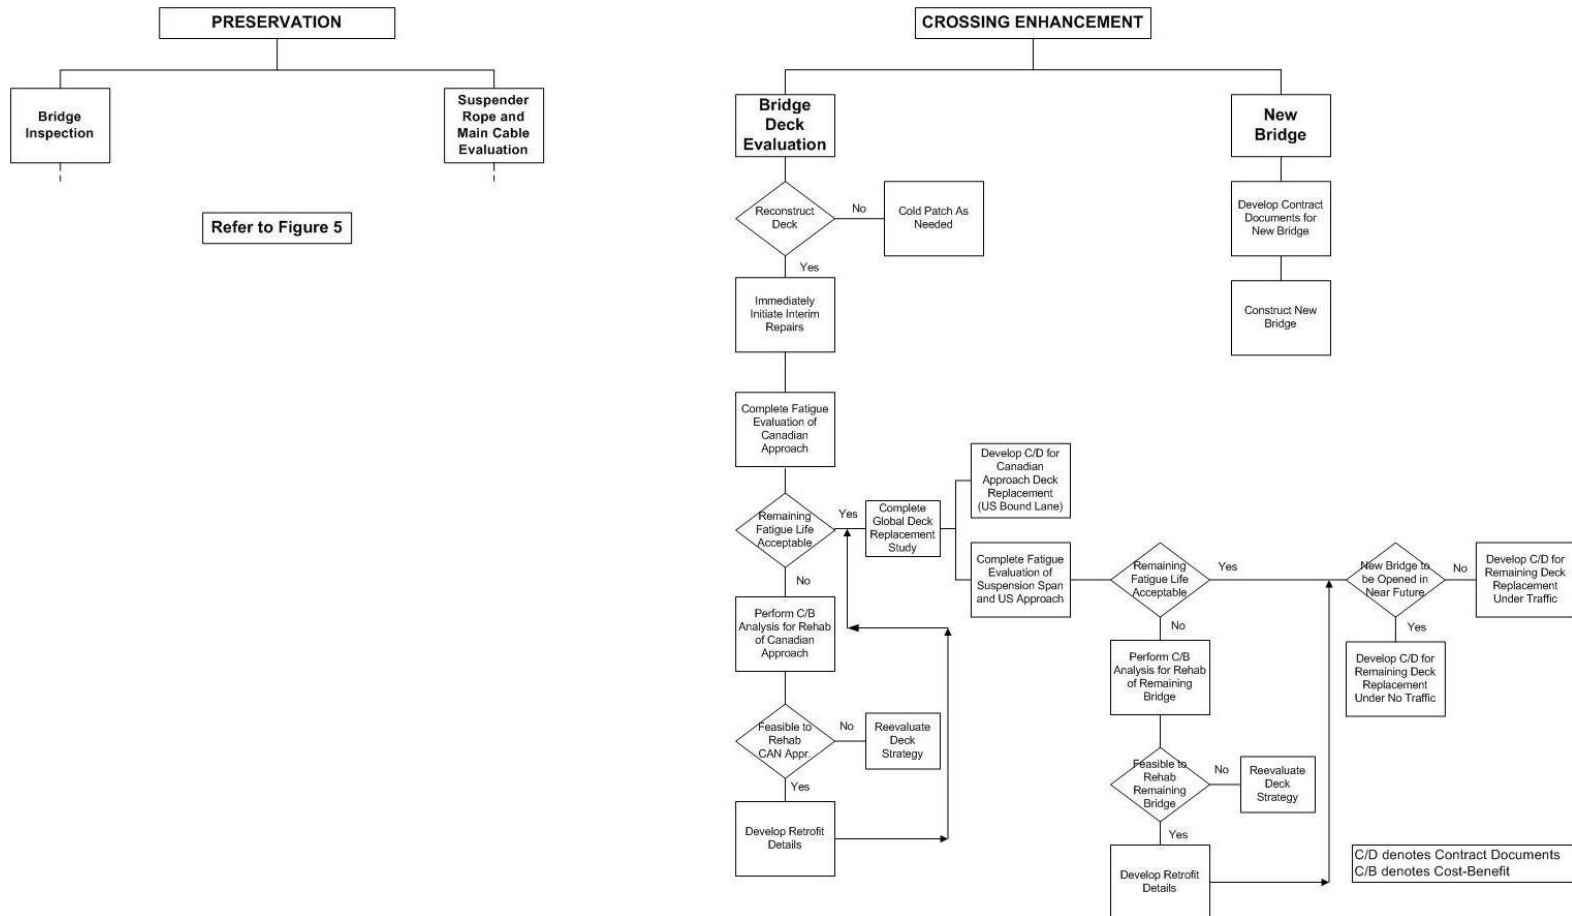 PRESERVATION
Bridge
Inspection
Suspender
Rope and
Main Cable
Evaluation
Refer to Figure 5
CROSSING ENHANCEMENT
Bridge
Deck
Evaluation
New
Bridge
Reconstruct
Deck
No
Cold Patch As
Needed
Yes
Develop Contract
Documents for
New Bridge
Immediately
Initiate Interim
Repairs
Construct New
Bridge
Complete Fatigue
Evaluation of
Canadian
Approach
Remaining
Fatigue Life
Acceptable
Yes
Complete
Global Deck
Replacement
Study
Develop C/D for
Canadian
Approach Deck
Replacement
(US Bound Lane)
Complete Fatigue
Evaluation of
Suspension Span
and US Approach
Remaining
Fatigue Life
Acceptable
Yes
New Bridge to
be Opened in
Near Future
No
Develop C/D for
Remaining Deck
Replacement
Under Traffic
Yes
Develop C/D for
Remaining Deck
Replacement
Under No Traffic
No
Perform C/B
Analysis for Rehab
of Canadian
Approach
Feasible to
Rehab
CAN Appr.
No
Reevaluate
Deck
Strategy
Yes
Develop Retrofit
Details
No
Perform C/B
Analysis for Rehab
of Remaining
Bridge
Feasible to
Rehab
Remaining
Bridge
No
Reevaluate
Deck
Strategy
Yes
Develop Retrofit
Details
C/D denotes Contract Documents
C/B denotes Cost-Benefit